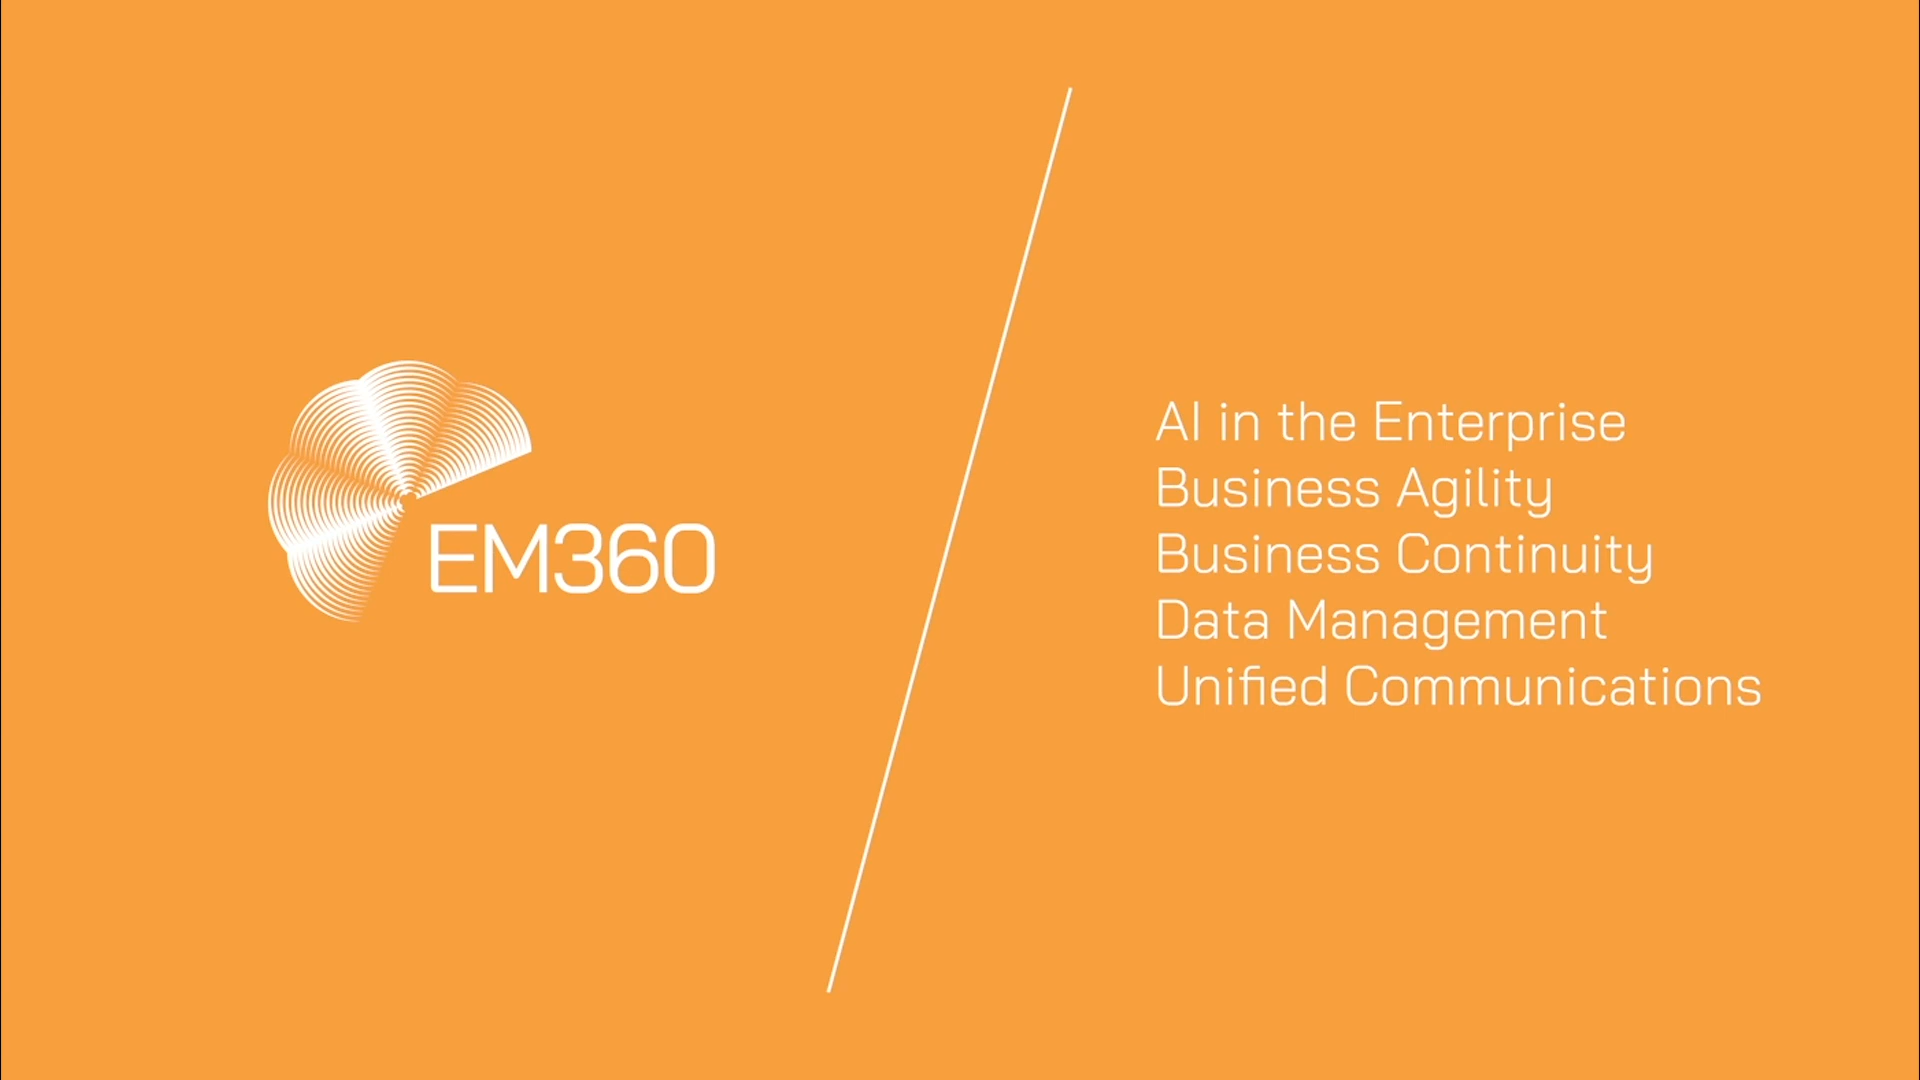 EM360
AI in the Enterprise
Business Agility
Business Continuity
Data Management
Unified Communications